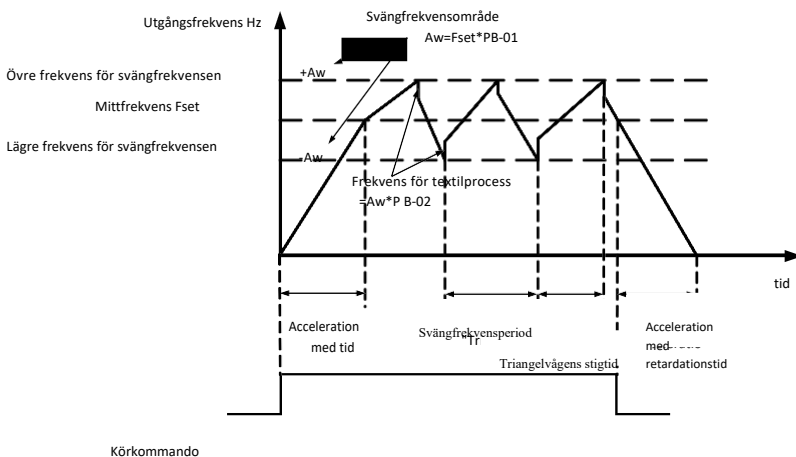 Utgångsfrekvens Hz
Svängfrekvensområde
Aw=Fset*PB-01
+Aw
Övre frekvens för svängfrekvensen
Mittfrekvens Fset
Lägre frekvens för svängfrekvensen
-Aw
Frekvens för textilprocess
=Aw*P B-02
tid
Acceleration
med tid
Svängfrekvensperiod
Tr
Triangelvågens stigtid
Acceleration
med
retardationstid
Körkommando